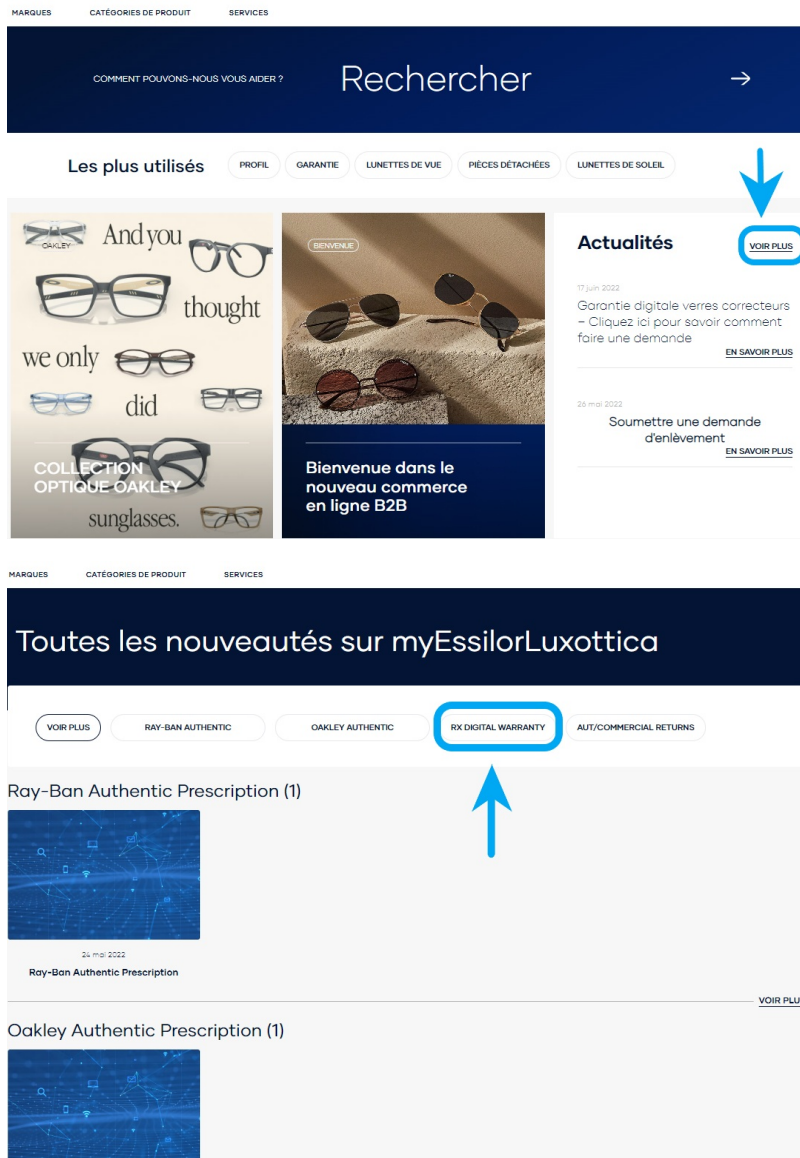 MARQUES CATÉGORIES DE PRODUIT SERVICES
COMMENT POUVONS-NOUS VOUS AIDER ? Rechercher
Les plus utilisés PROFIL GARANTIE LUNETTES DE VUE PIÈCES DÉTACHÉES LUNETTES DE SOLEIL
OAKLEY
And you
thought
we only
did
COLLECTION
OPTIQUE OAKLEY
sunglasses.
BIENVENUE
Bienvenue dans le
nouveau commerce
en ligne B2B
Actualités VOIR PLUS
17 juin 2022
Garantie digitale verres correcteurs
– Cliquez ici pour savoir comment
faire une demande
EN SAVOIR PLUS
26 mai 2022
Soumettre une demande
d'enlèvement
EN SAVOIR PLUS
MARQUES CATÉGORIES DE PRODUIT SERVICES
Toutes les nouveautés sur myEssilorLuxottica
VOIR PLUS RAY-BAN AUTHENTIC OAKLEY AUTHENTIC RX DIGITAL WARRANTY AUT/COMMERCIAL RETURNS
Ray-Ban Authentic Prescription (1)
24 mai 2022
Ray-Ban Authentic Prescription
VOIR PLU
Oakley Authentic Prescription (1)